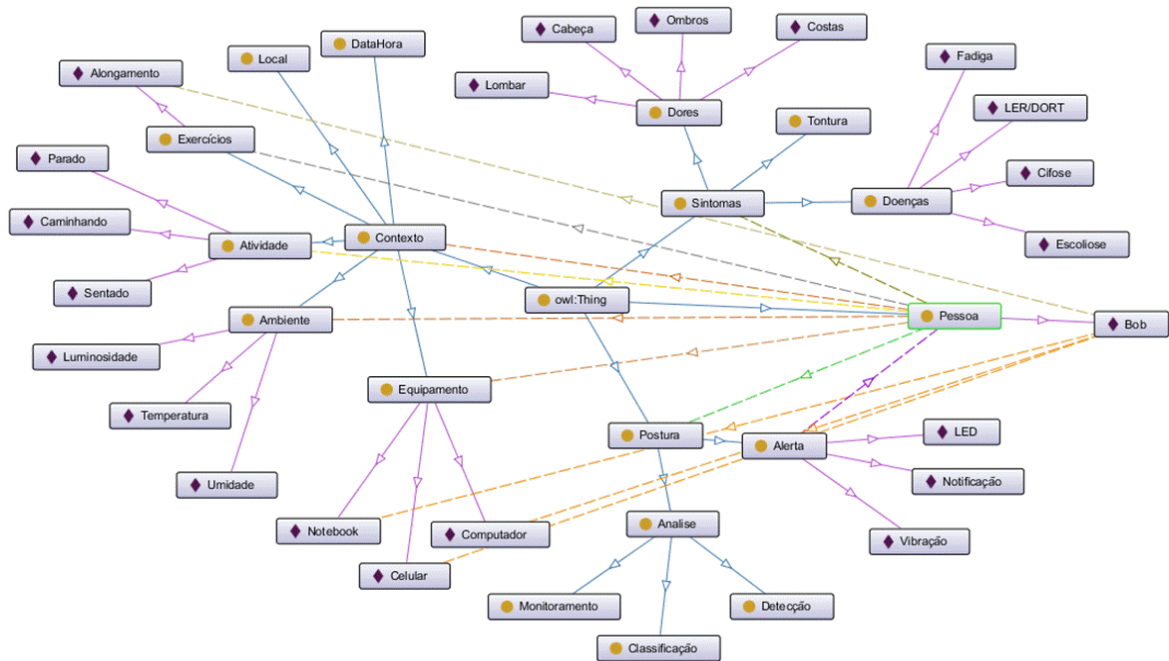 DataHora
Local
Cabeça
Ombros
Costas
Fadiga
Alongamento
Lombar
LER/DORT
Dores
Tontura
Exercícios
Parado
Cifose
Sintomas
Doenças
Caminhando
Contexto
Atividade
Escoliose
Sentado
owl:Thing
Pessoa
Bob
Ambiente
Luminosidade
Equipamento
Temperatura
Postura
Alerta
LED
Umidade
Notificação
Notebook
Computador
Analise
Vibração
Celular
Monitoramento
Detecção
Classificação